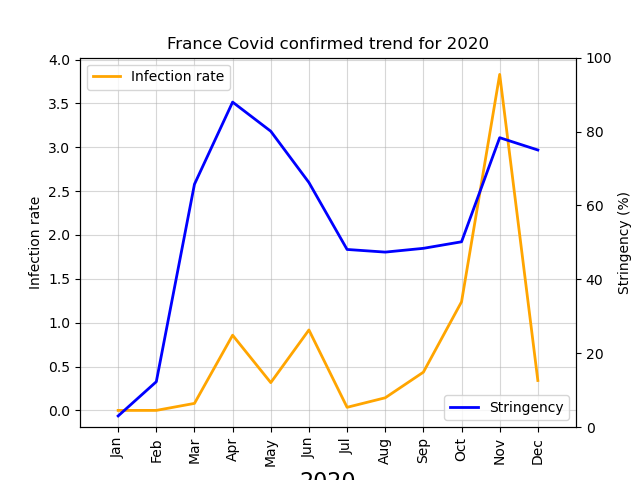 France Covid confirmed trend for 2020
Infection rate
4.0
3.5
3.0
2.5
2.0
1.5
1.0
0.5
0.0
Infection rate
100
80
60
40
20
0
Stringency (%)
Stringency
Jan
Feb
Mar
Apr
May
Jun
Jul
Aug
Sep
Oct
Nov
Dec
2020